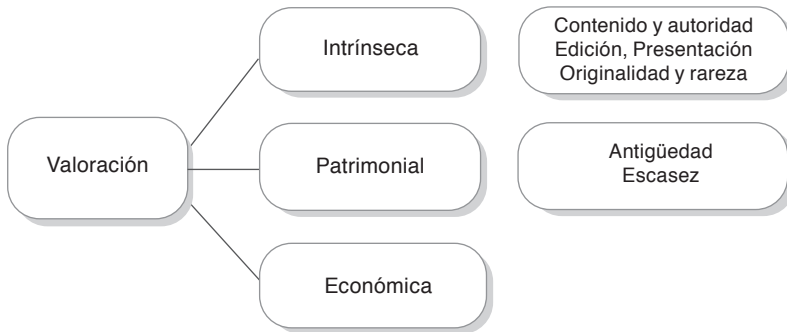 Valoración
Intrínseca
Contenido y autoridad
Edición, Presentación
Originalidad y rareza
Patrimonial
Antigüedad
Escasez
Económica